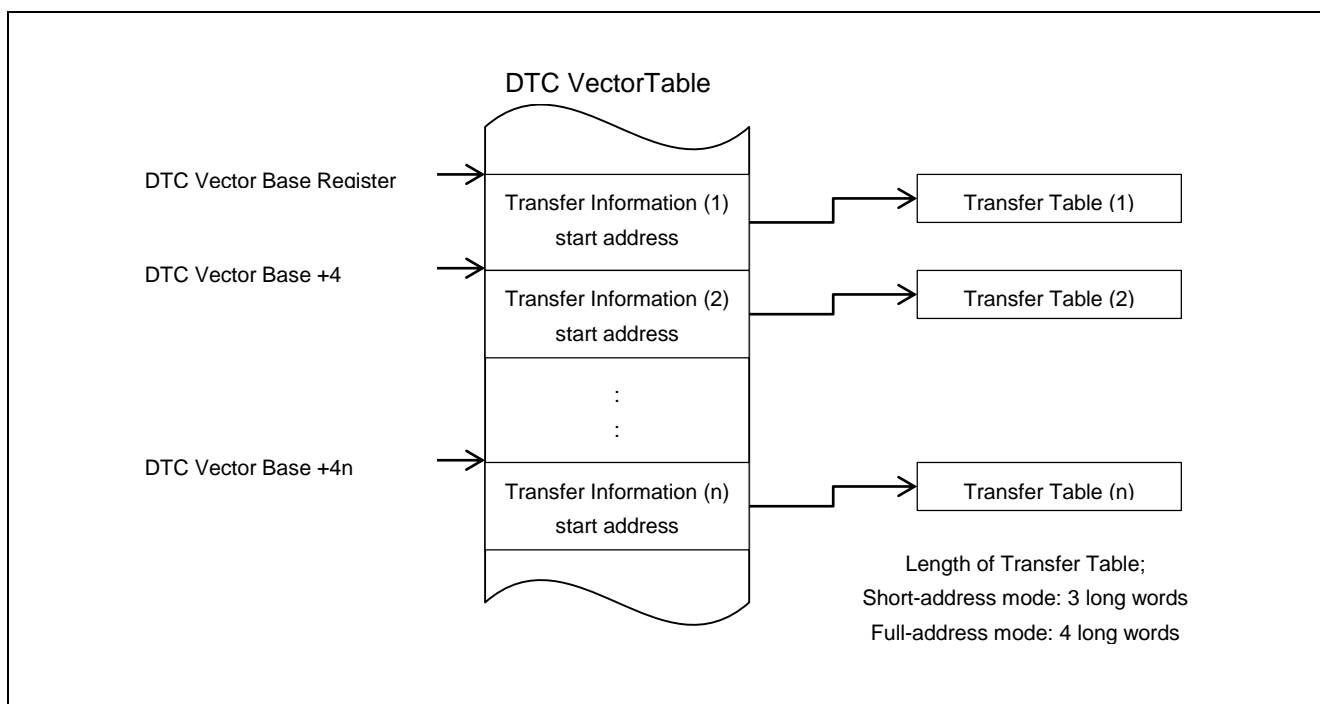 DTC VectorTable
DTC Vector Base Register
Transfer Information (1)
start address
Transfer Table (1)
DTC Vector Base +4
Transfer Information (2)
start address
Transfer Table (2)
:
:
DTC Vector Base +4n
Transfer Information (n)
start address
Transfer Table (n)
Length of Transfer Table;
Short-address mode: 3 long words
Full-address mode: 4 long words